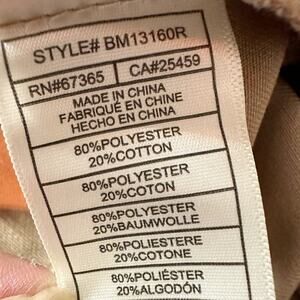 STYLE# BM13160R
RN#67365 CA#25459
MADE IN CHINA
FABRIQUÉ EN CHINE
HECHO EN CHINA
80%POLYESTER
20%COTTON
80%POLYESTER
20%COTON
80%POLYESTER
20%BAUMWOLLE
80%POLIESTERE
20%COTONE
80%POLIÉSTER
20%ALGODÓN